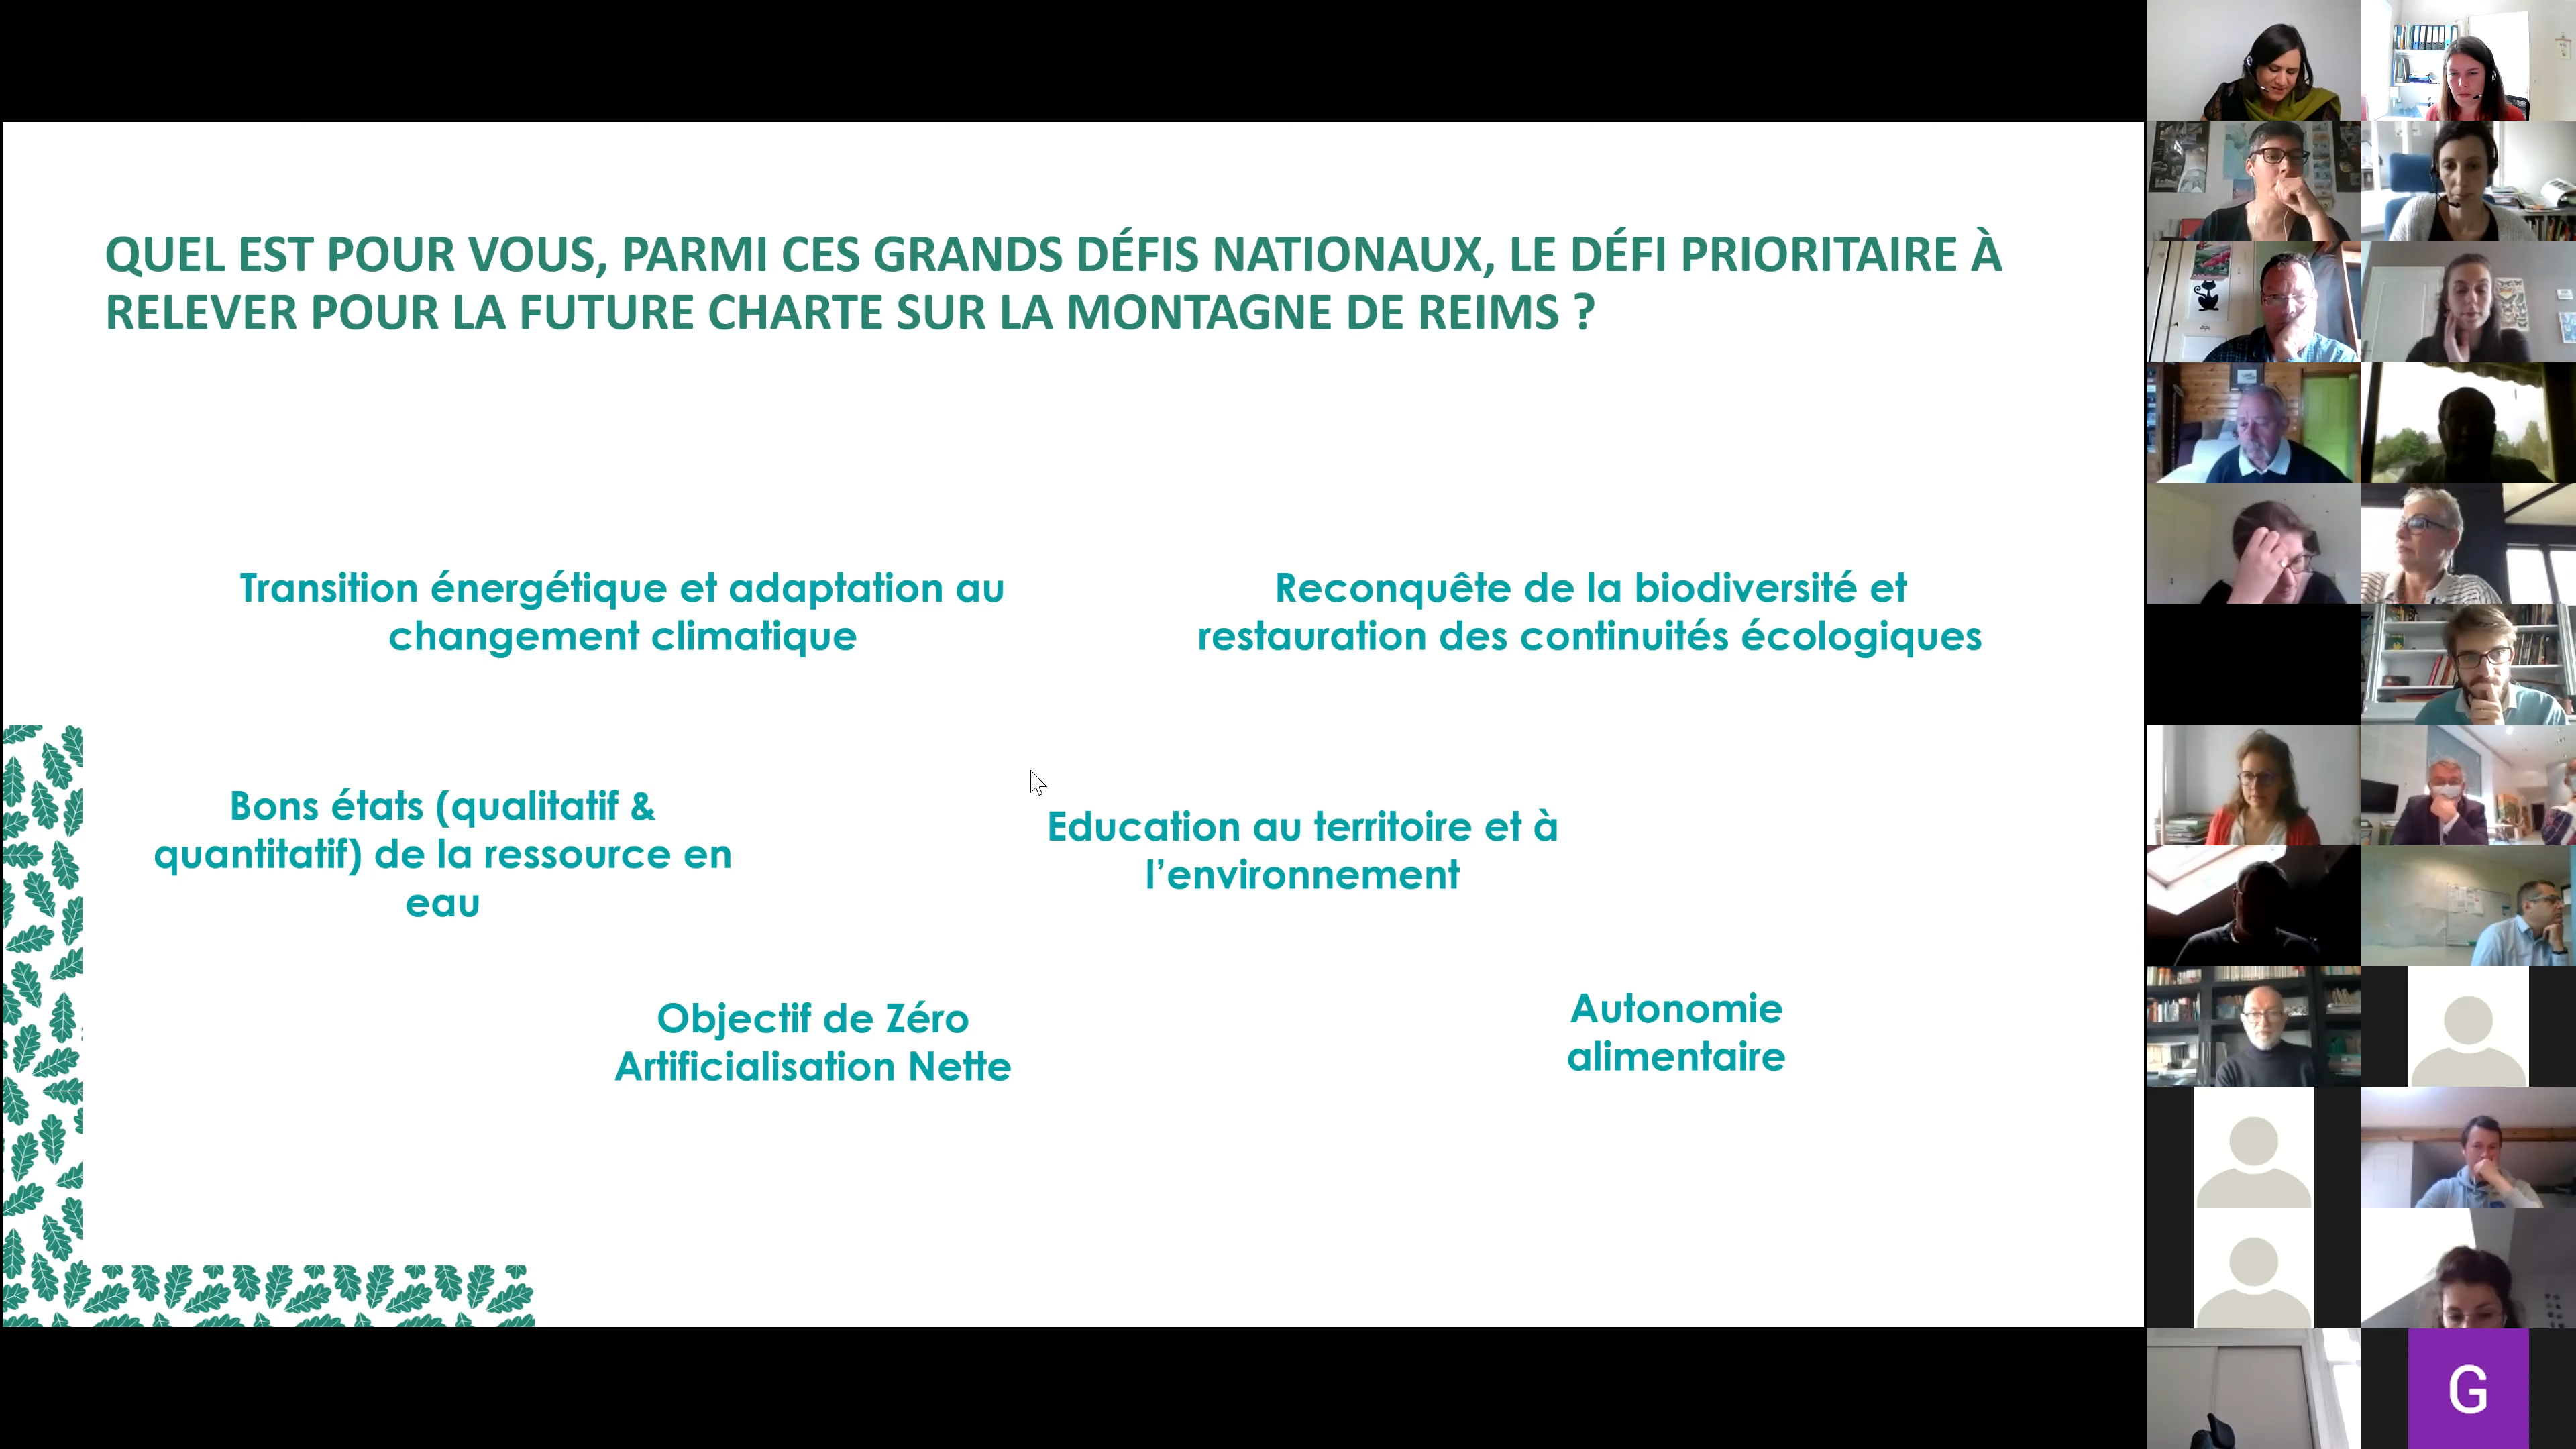 QUEL EST POUR VOUS, PARMI CES GRANDS DÉFIS NATIONAUX, LE DÉFI PRIORITAIRE À
RELEVER POUR LA FUTURE CHARTE SUR LA MONTAGNE DE REIMS ?
Transition énergétique et adaptation au
changement climatique
Reconquête de la biodiversité et
restauration des continuités écologiques
Bons états (qualitatif &
quantitatif) de la ressource en
eau
Education au territoire et à
l’environnement
Objectif de Zéro
Artificialisation Nette
Autonomie
alimentaire
G